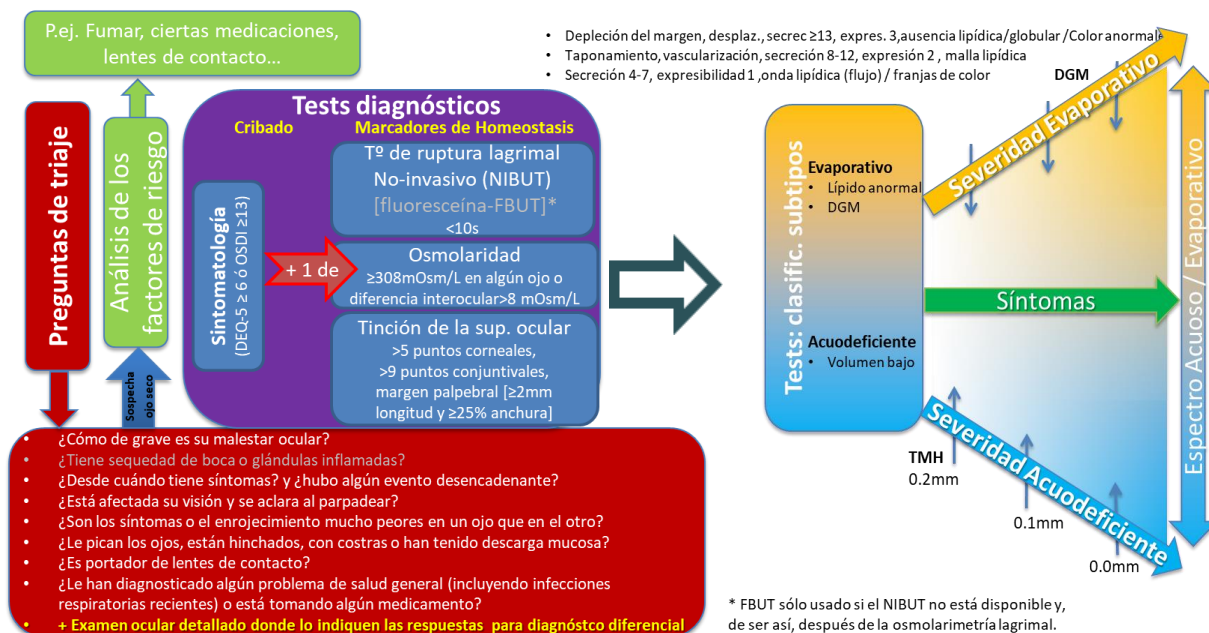 P.ej. Fumar, ciertas medicaciones,
lentes de contacto…
Preguntas de triaje
Análisis de los
factores de riesgo
Sospecha
ojo seco
Tests diagnósticos
Cribado
Marcadores de Homeostasis
Sintomatología
(DEQ-5 ≥ 6 ó OSDI ≥13)
+ 1 de
Tº de ruptura lagrimal
No-invasivo (NIBUT)
[fluoresceína-FBUT]*
<10s
Osmolaridad
≥308mOsm/L en algún ojo o
diferencia interocular>8 mOsm/L
Tinción de la sup. ocular
>5 puntos corneales,
>9 puntos conjuntivales,
margen palpebral [≥2mm
longitud y ≥25% anchura]
• ¿Cómo de grave es su malestar ocular?
• ¿Tiene sequedad de boca o glándulas inflamadas?
• ¿Desde cuándo tiene síntomas? y ¿hubo algún evento desencadenante?
• ¿Está afectada su visión y se aclara al parpadear?
• ¿Son los síntomas o el enrojecimiento mucho peores en un ojo que en el otro?
• ¿Le pican los ojos, están hinchados, con costras o han tenido descarga mucosa?
• ¿Es portador de lentes de contacto?
• ¿Le han diagnosticado algún problema de salud general (incluyendo infecciones
respiratorias recientes) o está tomando algún medicamento?
• + Examen ocular detallado donde lo indiquen las respuestas para diagnóstco diferencial
• Depleción del margen, desplaz., secrec ≥13, expres. 3,ausencia lipídica/globular /Color anormale
• Taponamiento, vascularización, secreción 8-12, expresión 2 , malla lipídica
• Secreción 4-7, expresibilidad 1 ,onda lipídica (flujo) / franjas de color
DGM
Severidad Evaporativo
Tests: clasific. subtipos
Evaporativo
• Lípido anormal
• DGM
Síntomas
Acuodeficiente
• Volumen bajo
Severidad Acuodeficiente
TMH
0.2mm
0.1mm
0.0mm
Espectro Acuoso / Evaporativo
* FBUT sólo usado si el NIBUT no está disponible y,
de ser así, después de la osmolarimetría lagrimal.